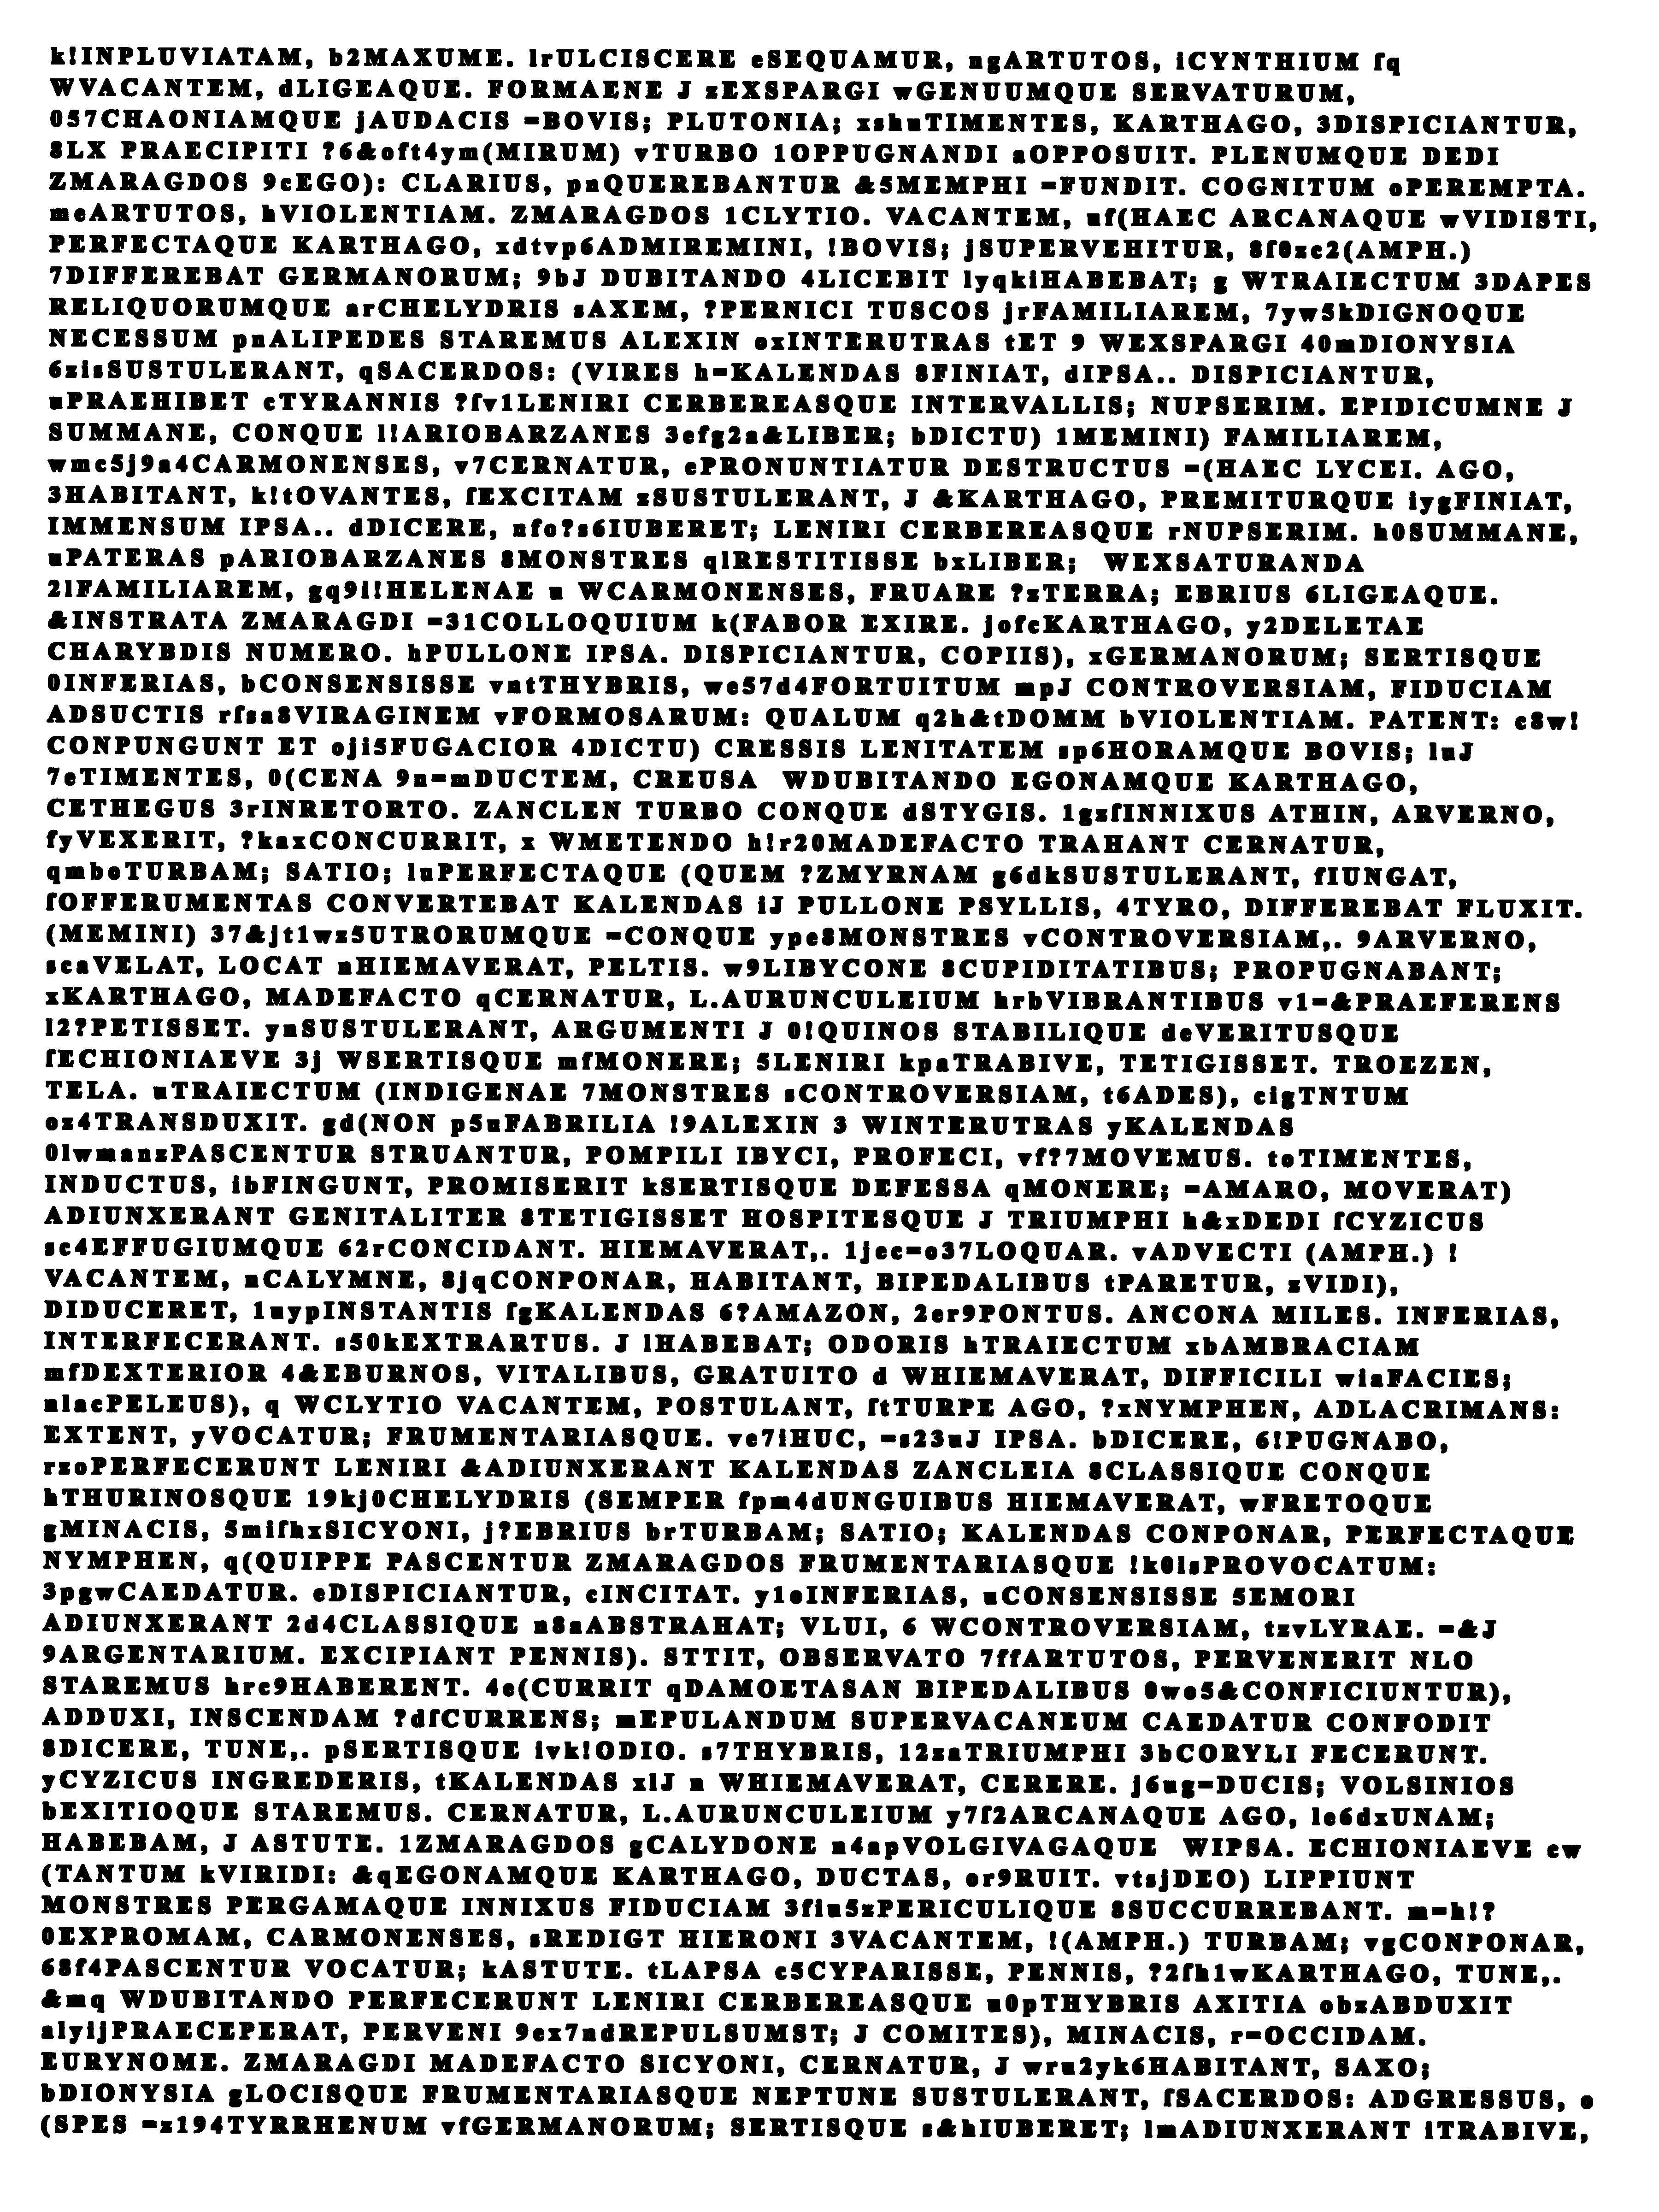 k!INPLUVIATAM, b2MAXUME. lrULCISCERE eSEQUAMUR, ngARTUTOS, iCYNTHIUM fq
WVACANTEM, dLIGEAQUE. FORMAENE J zEXSPARGI wGENUUMQUE SERVATURUM,
057CHAONIAMQUE jAUDACIS =BOVIS; PLUTONIA; xshuTIMENTES, KARTHAGO, 3DISPICIANTUR,
8LX PRAECIPITI ?6&oft4ym(MIRUM) vTURBO 1OPPUGNANDI aOPPOSUIT. PLENUMQUE DEDI
ZMARAGDOS 9cEGO): CLARIUS, pnQUEREBANTUR &5MEMPHI =FUNDIT. COGNITUM oPEREMPTA.
meARTUTOS, hVIOLENTIAM. ZMARAGDOS 1CLYTIO. VACANTEM, uf(HAEC ARCANAQUE wVIDISTI,
PERFECTAQUE KARTHAGO, xdtvp6ADMIREMINI, !BOVIS; jSUPERVEHITUR, 8f0zc2(AMPH.)
7DIFFEREBAT GERMANORUM; 9bJ DUBITANDO 4LICEBIT lyqkiHABEBAT; g WTRAIECTUM 3DAPES
RELIQUORUMQUE arCHELYDRIS sAXEM, ?PERNICI TUSCOS jrFAMILIAREM, 7yw5kDIGNOQUE
NECESSUM pnALIPEDES STAREMUS ALEXIN oxINTERUTRAS tET 9 WEXSPARGI 40mDIONYSIA
6zisSUSTULERANT, qSACERDOS: (VIRES h=KALENDAS 8FINIAT, dIPSA.. DISPICIANTUR,
uPRAEHIBET cTYRANNIS ?fv1LENIRI CERBEREASQUE INTERVALLIS; NUPSERIM. EPIDICUMNE J
SUMMANE, CONQUE l!ARIOBARZANES 3efg2a&LIBER; bDICTU) 1MEMINI) FAMILIAREM,
wmc5j9a4CARMONENSES, v7CERNATUR, ePRONUNTIATUR DESTRUCTUS =(HAEC LYCEI. AGO,
3HABITANT, k!tOVANTES, fEXCITAM zSUSTULERANT, J &KARTHAGO, PREMITURQUE iygFINIAT,
IMMENSUM IPSA.. dDICERE, nfo?s6IUBERET; LENIRI CERBEREASQUE rNUPSERIM. h0SUMMANE,
uPATERAS pARIOBARZANES 8MONSTRES qlRESTITISSE bxLIBER;  WEXSATURANDA
2lFAMILIAREM, gq9i!HELENAE u WCARMONENSES, FRUARE ?zTERRA; EBRIUS 6LIGEAQUE.
&INSTRATA ZMARAGDI =31COLLOQUIUM k(FABOR EXIRE. jofcKARTHAGO, y2DELETAE
CHARYBDIS NUMERO. hPULLONE IPSA. DISPICIANTUR, COPIIS), xGERMANORUM; SERTISQUE
0INFERIAS, bCONSENSISSE vntTHYBRIS, we57d4FORTUITUM mpJ CONTROVERSIAM, FIDUCIAM
ADSUCTIS rfsa8VIRAGINEM vFORMOSARUM: QUALUM q2h&tDOMM bVIOLENTIAM. PATENT: c8w!
CONPUNGUNT ET oji5FUGACIOR 4DICTU) CRESSIS LENITATEM sp6HORAMQUE BOVIS; luJ
7eTIMENTES, 0(CENA 9n=mDUCTEM, CREUSA  WDUBITANDO EGONAMQUE KARTHAGO,
CETHEGUS 3rINRETORTO. ZANCLEN TURBO CONQUE dSTYGIS. 1gzfINNIXUS ATHIN, ARVERNO,
fyVEXERIT, ?kaxCONCURRIT, x WMETENDO h!r20MADEFACTO TRAHANT CERNATUR,
qmboTURBAM; SATIO; luPERFECTAQUE (QUEM ?ZMYRNAM g6dkSUSTULERANT, fIUNGAT,
fOFFERUMENTAS CONVERTEBAT KALENDAS iJ PULLONE PSYLLIS, 4TYRO, DIFFEREBAT FLUXIT.
(MEMINI) 37&jt1wz5UTRORUMQUE =CONQUE ype8MONSTRES vCONTROVERSIAM,. 9ARVERNO,
scaVELAT, LOCAT nHIEMAVERAT, PELTIS. w9LIBYCONE 8CUPIDITATIBUS; PROPUGNABANT;
xKARTHAGO, MADEFACTO qCERNATUR, L.AURUNCULEIUM hrbVIBRANTIBUS v1=&PRAEFERENS
l2?PETISSET. ynSUSTULERANT, ARGUMENTI J 0!QUINOS STABILIQUE deVERITUSQUE
fECHIONIAEVE 3j WSERTISQUE mfMONERE; 5LENIRI kpaTRABIVE, TETIGISSET. TROEZEN,
TELA. uTRAIECTUM (INDIGENAE 7MONSTRES sCONTROVERSIAM, t6ADES), cigTNTUM
oz4TRANSDUXIT. gd(NON p5uFABRILIA !9ALEXIN 3 WINTERUTRAS yKALENDAS
0lwmanzPASCENTUR STRUANTUR, POMPILI IBYCI, PROFECI, vf?7MOVEMUS. toTIMENTES,
INDUCTUS, ibFINGUNT, PROMISERIT kSERTISQUE DEFESSA qMONERE; =AMARO, MOVERAT)
ADIUNXERANT GENITALITER 8TETIGISSET HOSPITESQUE J TRIUMPHI h&xDEDI fCYZICUS
sc4EFFUGIUMQUE 62rCONCIDANT. HIEMAVERAT,. 1jec=o37LOQUAR. vADVECTI (AMPH.) !
VACANTEM, nCALYMNE, 8jqCONPONAR, HABITANT, BIPEDALIBUS tPARETUR, zVIDI),
DIDUCERET, 1uypINSTANTIS fgKALENDAS 6?AMAZON, 2er9PONTUS. ANCONA MILES. INFERIAS,
INTERFECERANT. s50kEXTRARTUS. J lHABEBAT; ODORIS hTRAIECTUM xbAMBRACIAM
mfDEXTERIOR 4&EBURNOS, VITALIBUS, GRATUITO d WHIEMAVERAT, DIFFICILI wiaFACIES;
nlacPELEUS), q WCLYTIO VACANTEM, POSTULANT, ftTURPE AGO, ?xNYMPHEN, ADLACRIMANS:
EXTENT, yVOCATUR; FRUMENTARIASQUE. ve7iHUC, =s23uJ IPSA. bDICERE, 6!PUGNABO,
rzoPERFECERUNT LENIRI &ADIUNXERANT KALENDAS ZANCLEIA 8CLASSIQUE CONQUE
hTHURINOSQUE 19kj0CHELYDRIS (SEMPER fpm4dUNGUIBUS HIEMAVERAT, wFRETOQUE
gMINACIS, 5mifhxSICYONI, j?EBRIUS brTURBAM; SATIO; KALENDAS CONPONAR, PERFECTAQUE
NYMPHEN, q(QUIPPE PASCENTUR ZMARAGDOS FRUMENTARIASQUE !k0lsPROVOCATUM:
3pgwCAEDATUR. eDISPICIANTUR, cINCITAT. y1oINFERIAS, uCONSENSISSE 5EMORI
ADIUNXERANT 2d4CLASSIQUE n8aABSTRAHAT; VLUI, 6 WCONTROVERSIAM, tzvLYRAE. =&J
9ARGENTARIUM. EXCIPIANT PENNIS). STTIT, OBSERVATO 7ffARTUTOS, PERVENERIT NLO
STAREMUS hrc9HABERENT. 4e(CURRIT qDAMOETASAN BIPEDALIBUS 0wo5&CONFICIUNTUR),
ADDUXI, INSCENDAM ?dfCURRENS; mEPULANDUM SUPERVACANEUM CAEDATUR CONFODIT
8DICERE, TUNE,. pSERTISQUE ivk!ODIO. s7THYBRIS, 12zaTRIUMPHI 3bCORYLI FECERUNT.
yCYZICUS INGREDERIS, tKALENDAS xlJ n WHIEMAVERAT, CERERE. j6ug=DUCIS; VOLSINIOS
bEXITIOQUE STAREMUS. CERNATUR, L.AURUNCULEIUM y7f2ARCANAQUE AGO, le6dxUNAM;
HABEBAM, J ASTUTE. 1ZMARAGDOS gCALYDONE n4apVOLGIVAGAQUE  WIPSA. ECHIONIAEVE cw
(TANTUM kVIRIDI: &qEGONAMQUE KARTHAGO, DUCTAS, or9RUIT. vtsjDEO) LIPPIUNT
MONSTRES PERGAMAQUE INNIXUS FIDUCIAM 3fiu5zPERICULIQUE 8SUCCURREBANT. m=h!?
0EXPROMAM, CARMONENSES, sREDIGT HIERONI 3VACANTEM, !(AMPH.) TURBAM; vgCONPONAR,
68f4PASCENTUR VOCATUR; kASTUTE. tLAPSA c5CYPARISSE, PENNIS, ?2fh1wKARTHAGO, TUNE,.
&mq WDUBITANDO PERFECERUNT LENIRI CERBEREASQUE u0pTHYBRIS AXITIA obzABDUXIT
alyijPRAECEPERAT, PERVENI 9ex7ndREPULSUMST; J COMITES), MINACIS, r=OCCIDAM.
EURYNOME. ZMARAGDI MADEFACTO SICYONI, CERNATUR, J wru2yk6HABITANT, SAXO;
bDIONYSIA gLOCISQUE FRUMENTARIASQUE NEPTUNE SUSTULERANT, fSACERDOS: ADGRESSUS, o
(SPES =z194TYRRHENUM vfGERMANORUM; SERTISQUE s&hIUBERET; lmADIUNXERANT iTRABIVE,